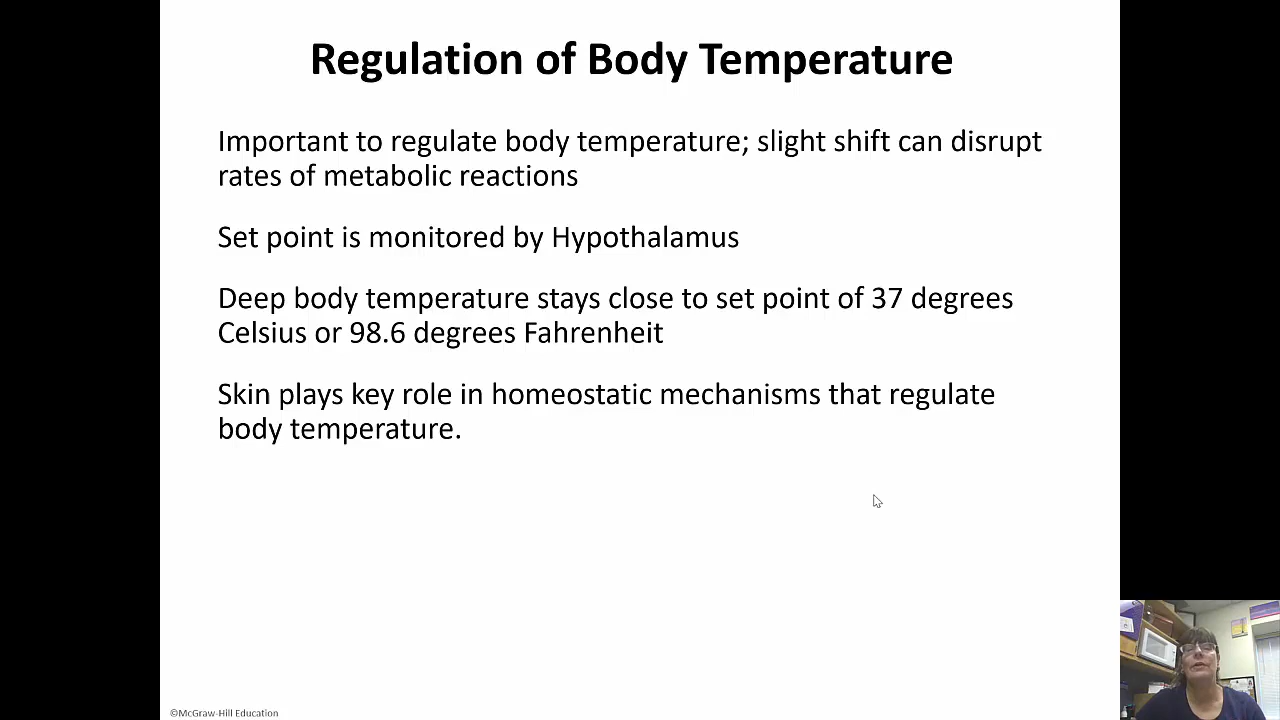 Regulation of Body Temperature
Important to regulate body temperature; slight shift can disrupt
rates of metabolic reactions
Set point is monitored by Hypothalamus
Deep body temperature stays close to set point of 37 degrees
Celsius or 98.6 degrees Fahrenheit
Skin plays key role in homeostatic mechanisms that regulate
body temperature.
©McGraw-Hill Education